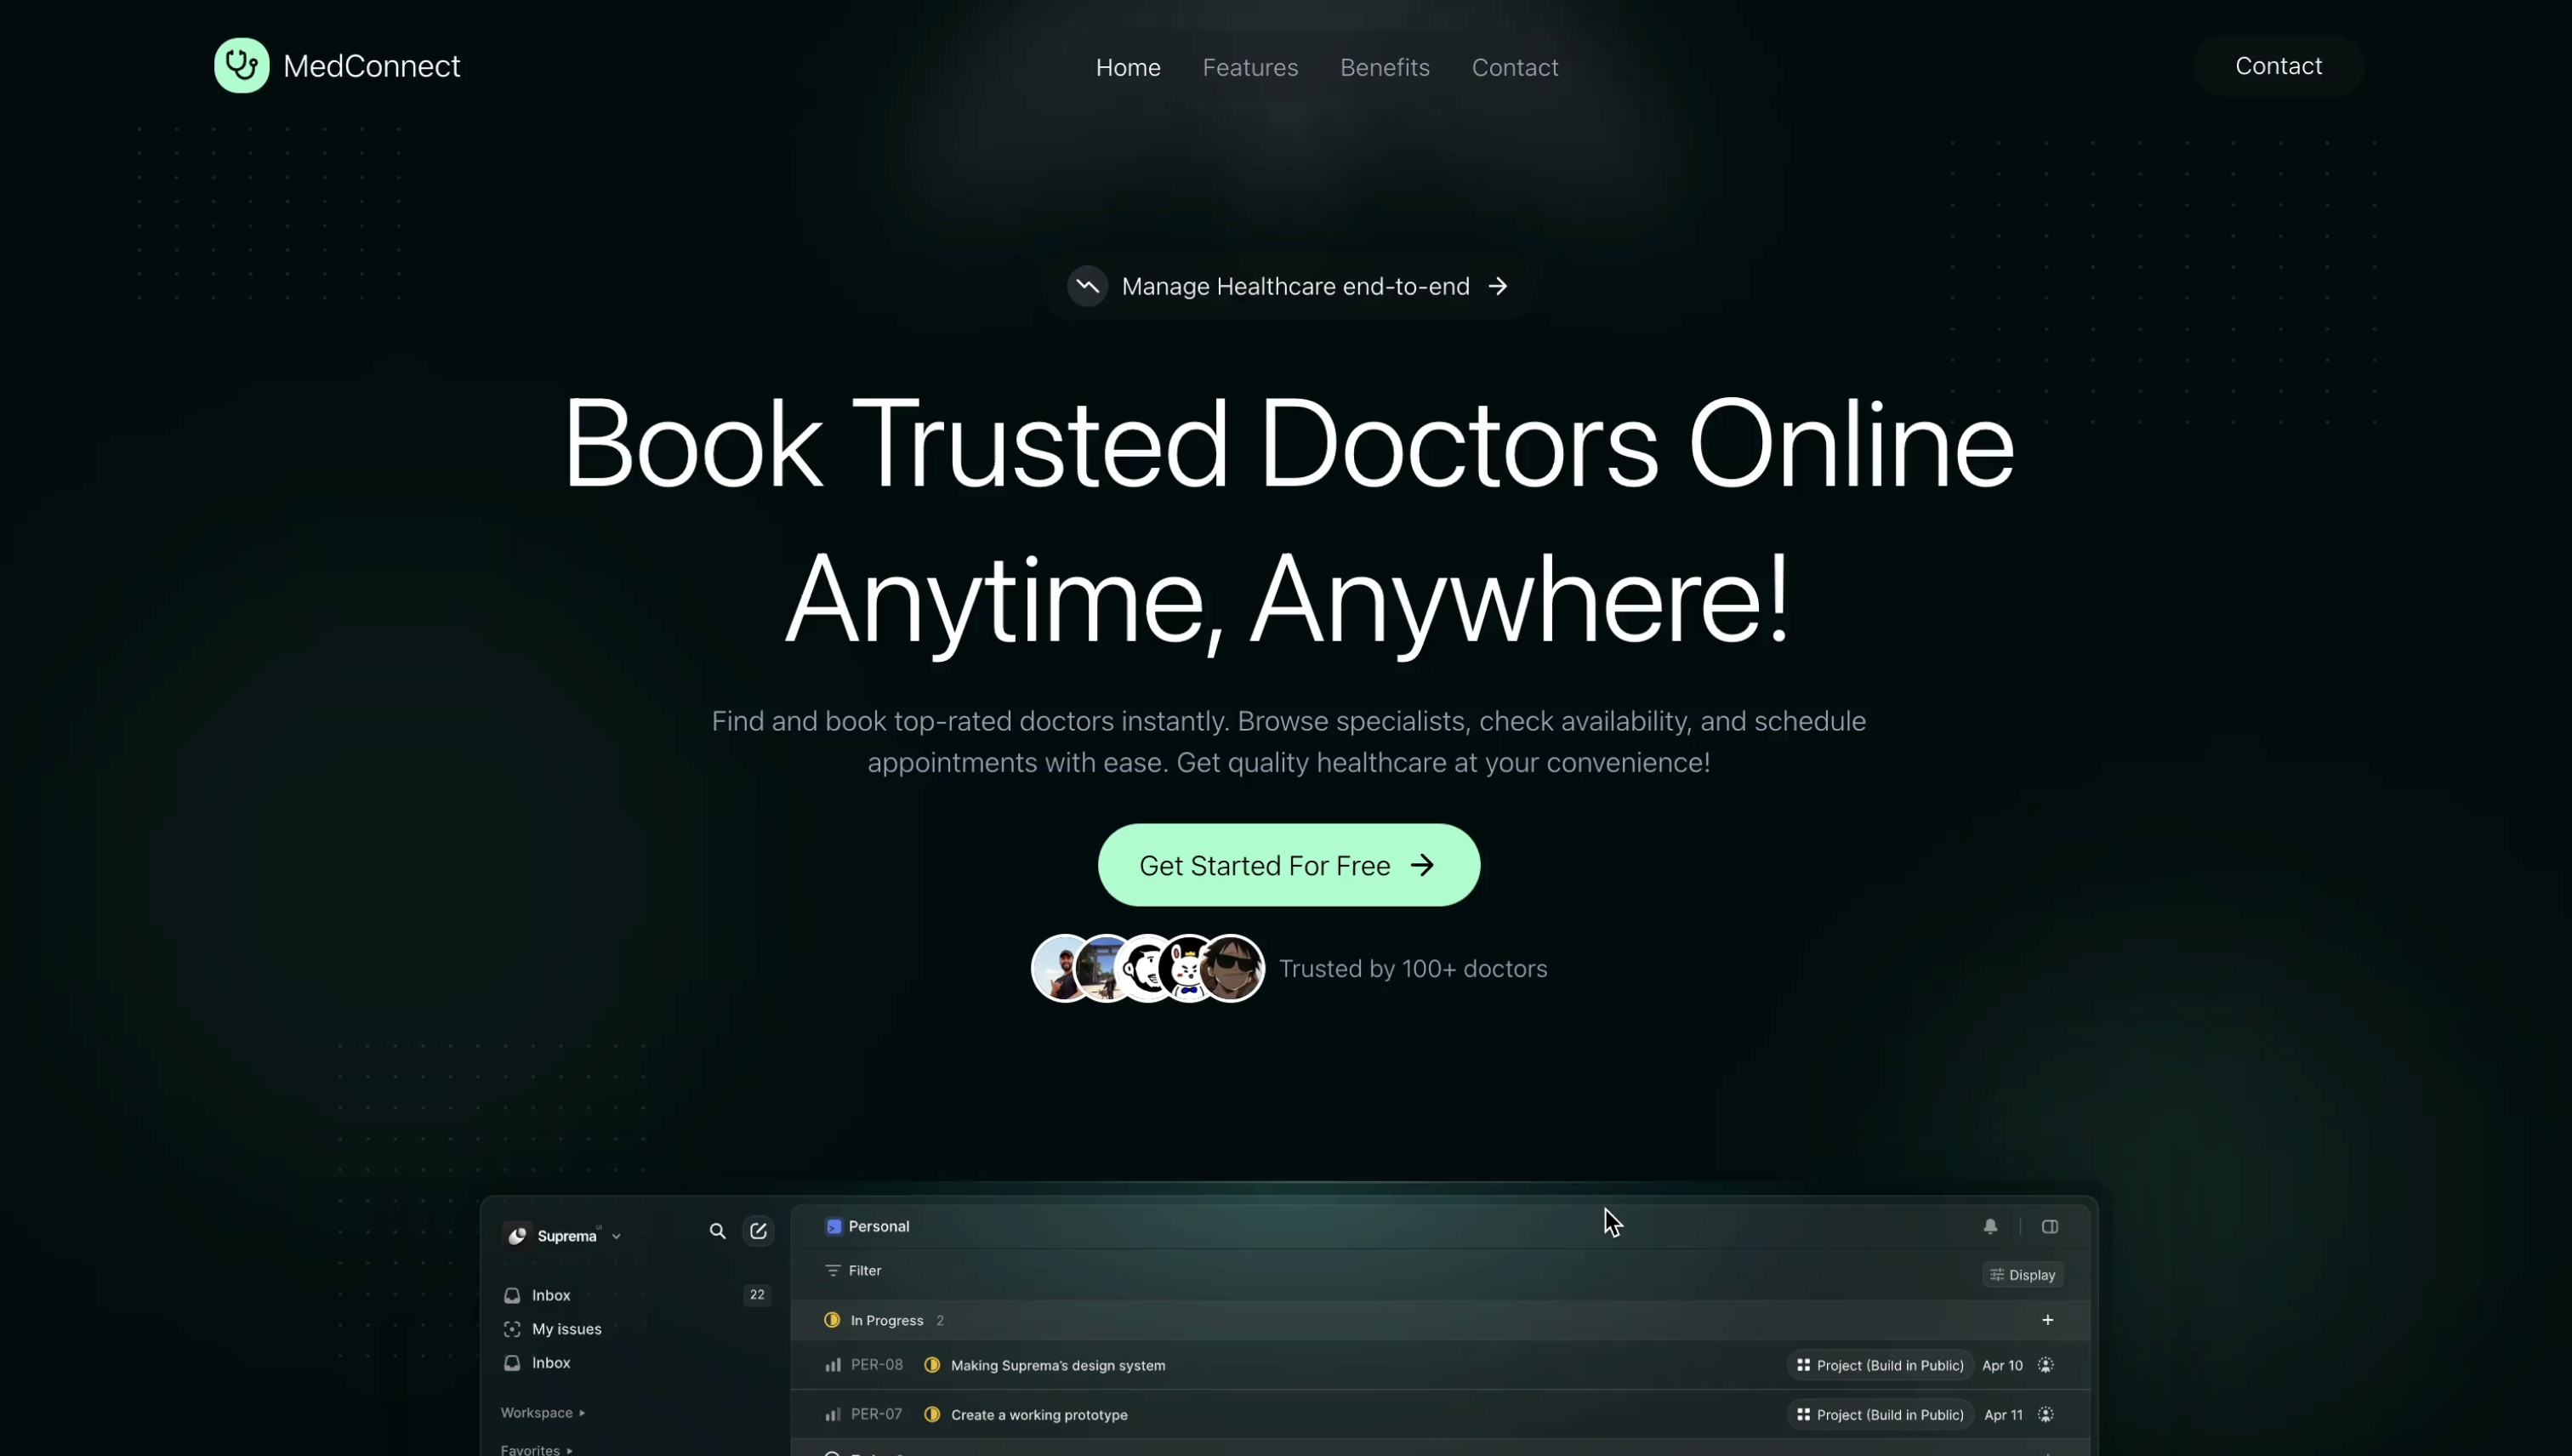 MedConnect
Home
Features
Benefits
Contact
Contact
Manage Healthcare end-to-end
Book Trusted Doctors Online
Anytime, Anywhere!
Find and book top-rated doctors instantly. Browse specialists, check availability, and schedule
appointments with ease. Get quality healthcare at your convenience!
Get Started For Free
Trusted by 100+ doctors
Suprema UI
Inbox 22
My issues
Inbox
Workspace
Favorites
Personal
Filter
Display
In Progress 2
PER-08 Making Suprema's design system Project (Build in Public) Apr 10
PER-07 Create a working prototype Project (Build in Public) Apr 11